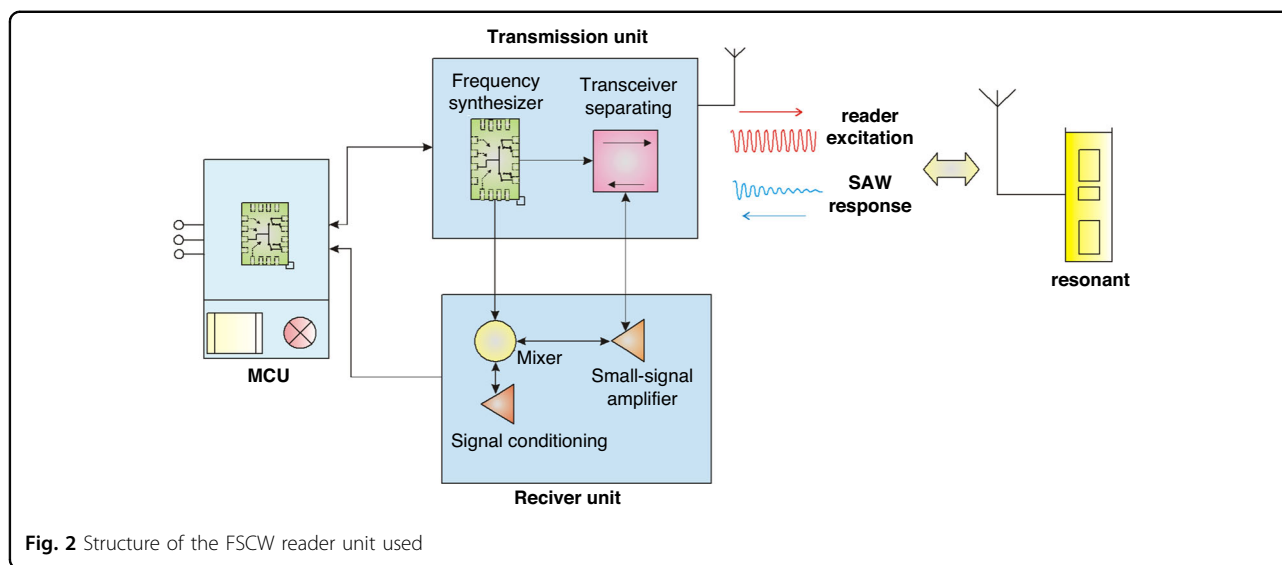 Transmission unit
Frequency
synthesizer
Transceiver
separating
reader
excitation
SAW
response
resonant
MCU
Mixer
Small-signal
amplifier
Signal conditioning
Reciver unit
Fig. 2 Structure of the FSCW reader unit used